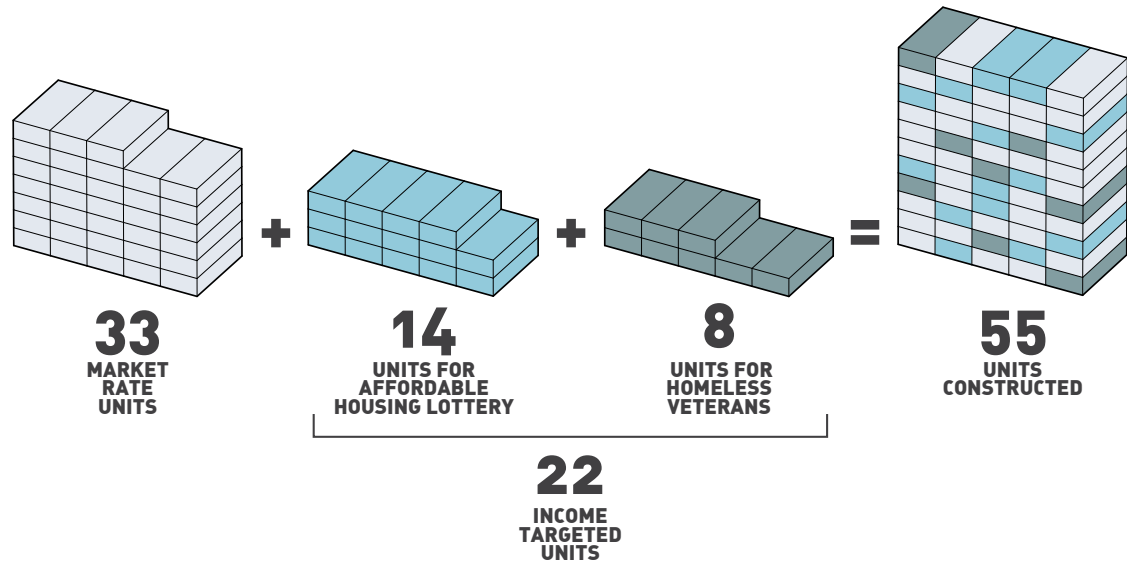 +
+
=
33
MARKET
RATE
UNITS
14
UNITS FOR
AFFORDABLE
HOUSING LOTTERY
8
UNITS FOR
HOMELESS
VETERANS
55
UNITS
CONSTRUCTED
22
INCOME
TARGETED
UNITS